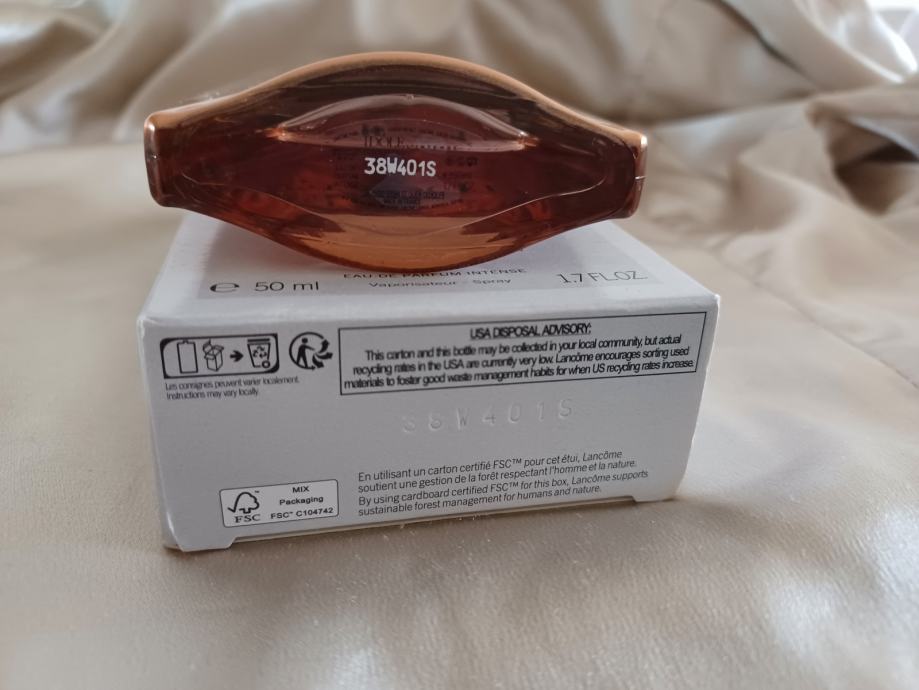 38W401S
EAU DE PARFUM INTENSE
℮ 50 ml Vaporisateur - Spray 1.7 FL.OZ.
USA DISPOSAL ADVISORY:
This carton and this bottle may be collected in your local community, but actual
recycling rates in the USA are currently very low. Lancôme encourages sorting used
materials to foster good waste management habits for when US recycling rates increase.
Les consignes peuvent varier localement.
Instructions may vary locally.
38W401S
En utilisant un carton certifié FSC™ pour cet étui, Lancôme
soutient une gestion de la forêt respectant l'homme et la nature.
By using cardboard certified FSC™ for this box, Lancôme supports
sustainable forest management for humans and nature.
FSC
MIX
Packaging
FSC™ C104742